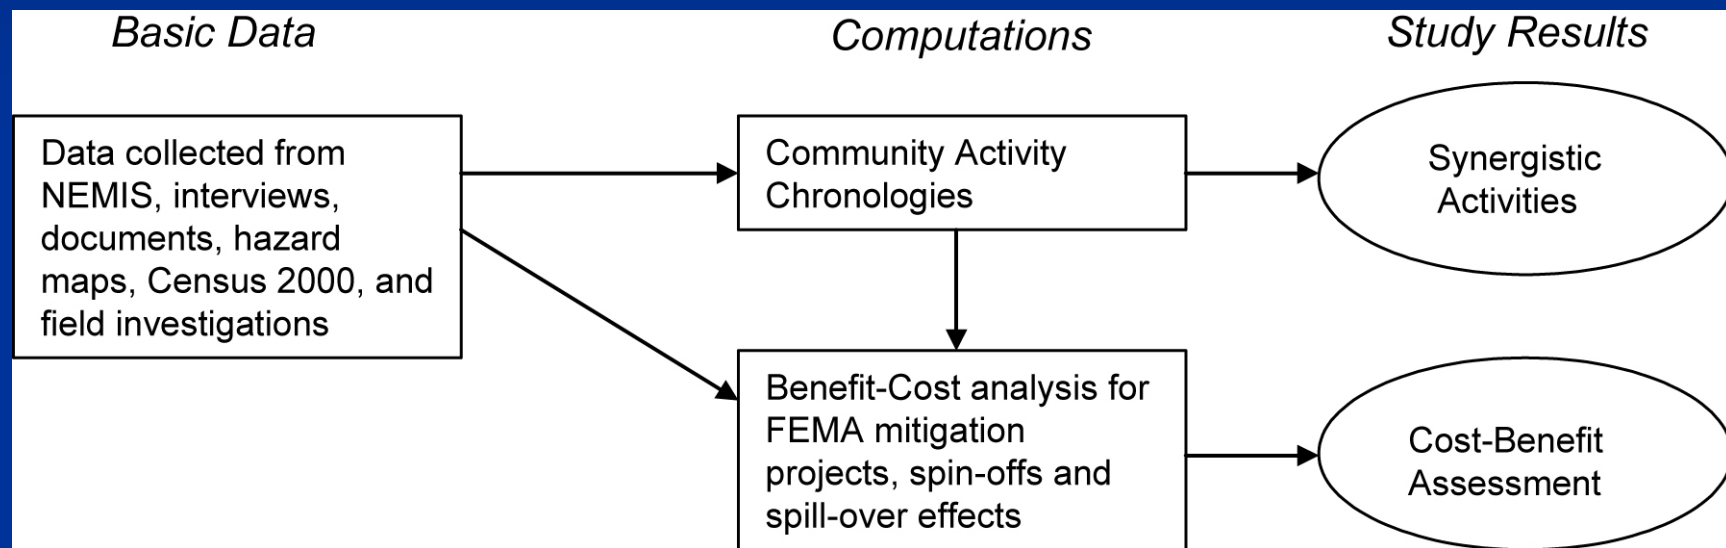 Basic Data
Computations
Study Results
Data collected from
NEMIS, interviews,
documents, hazard
maps, Census 2000, and
field investigations
Community Activity
Chronologies
Synergistic
Activities
Benefit-Cost analysis for
FEMA mitigation
projects, spin-offs and
spill-over effects
Cost-Benefit
Assessment